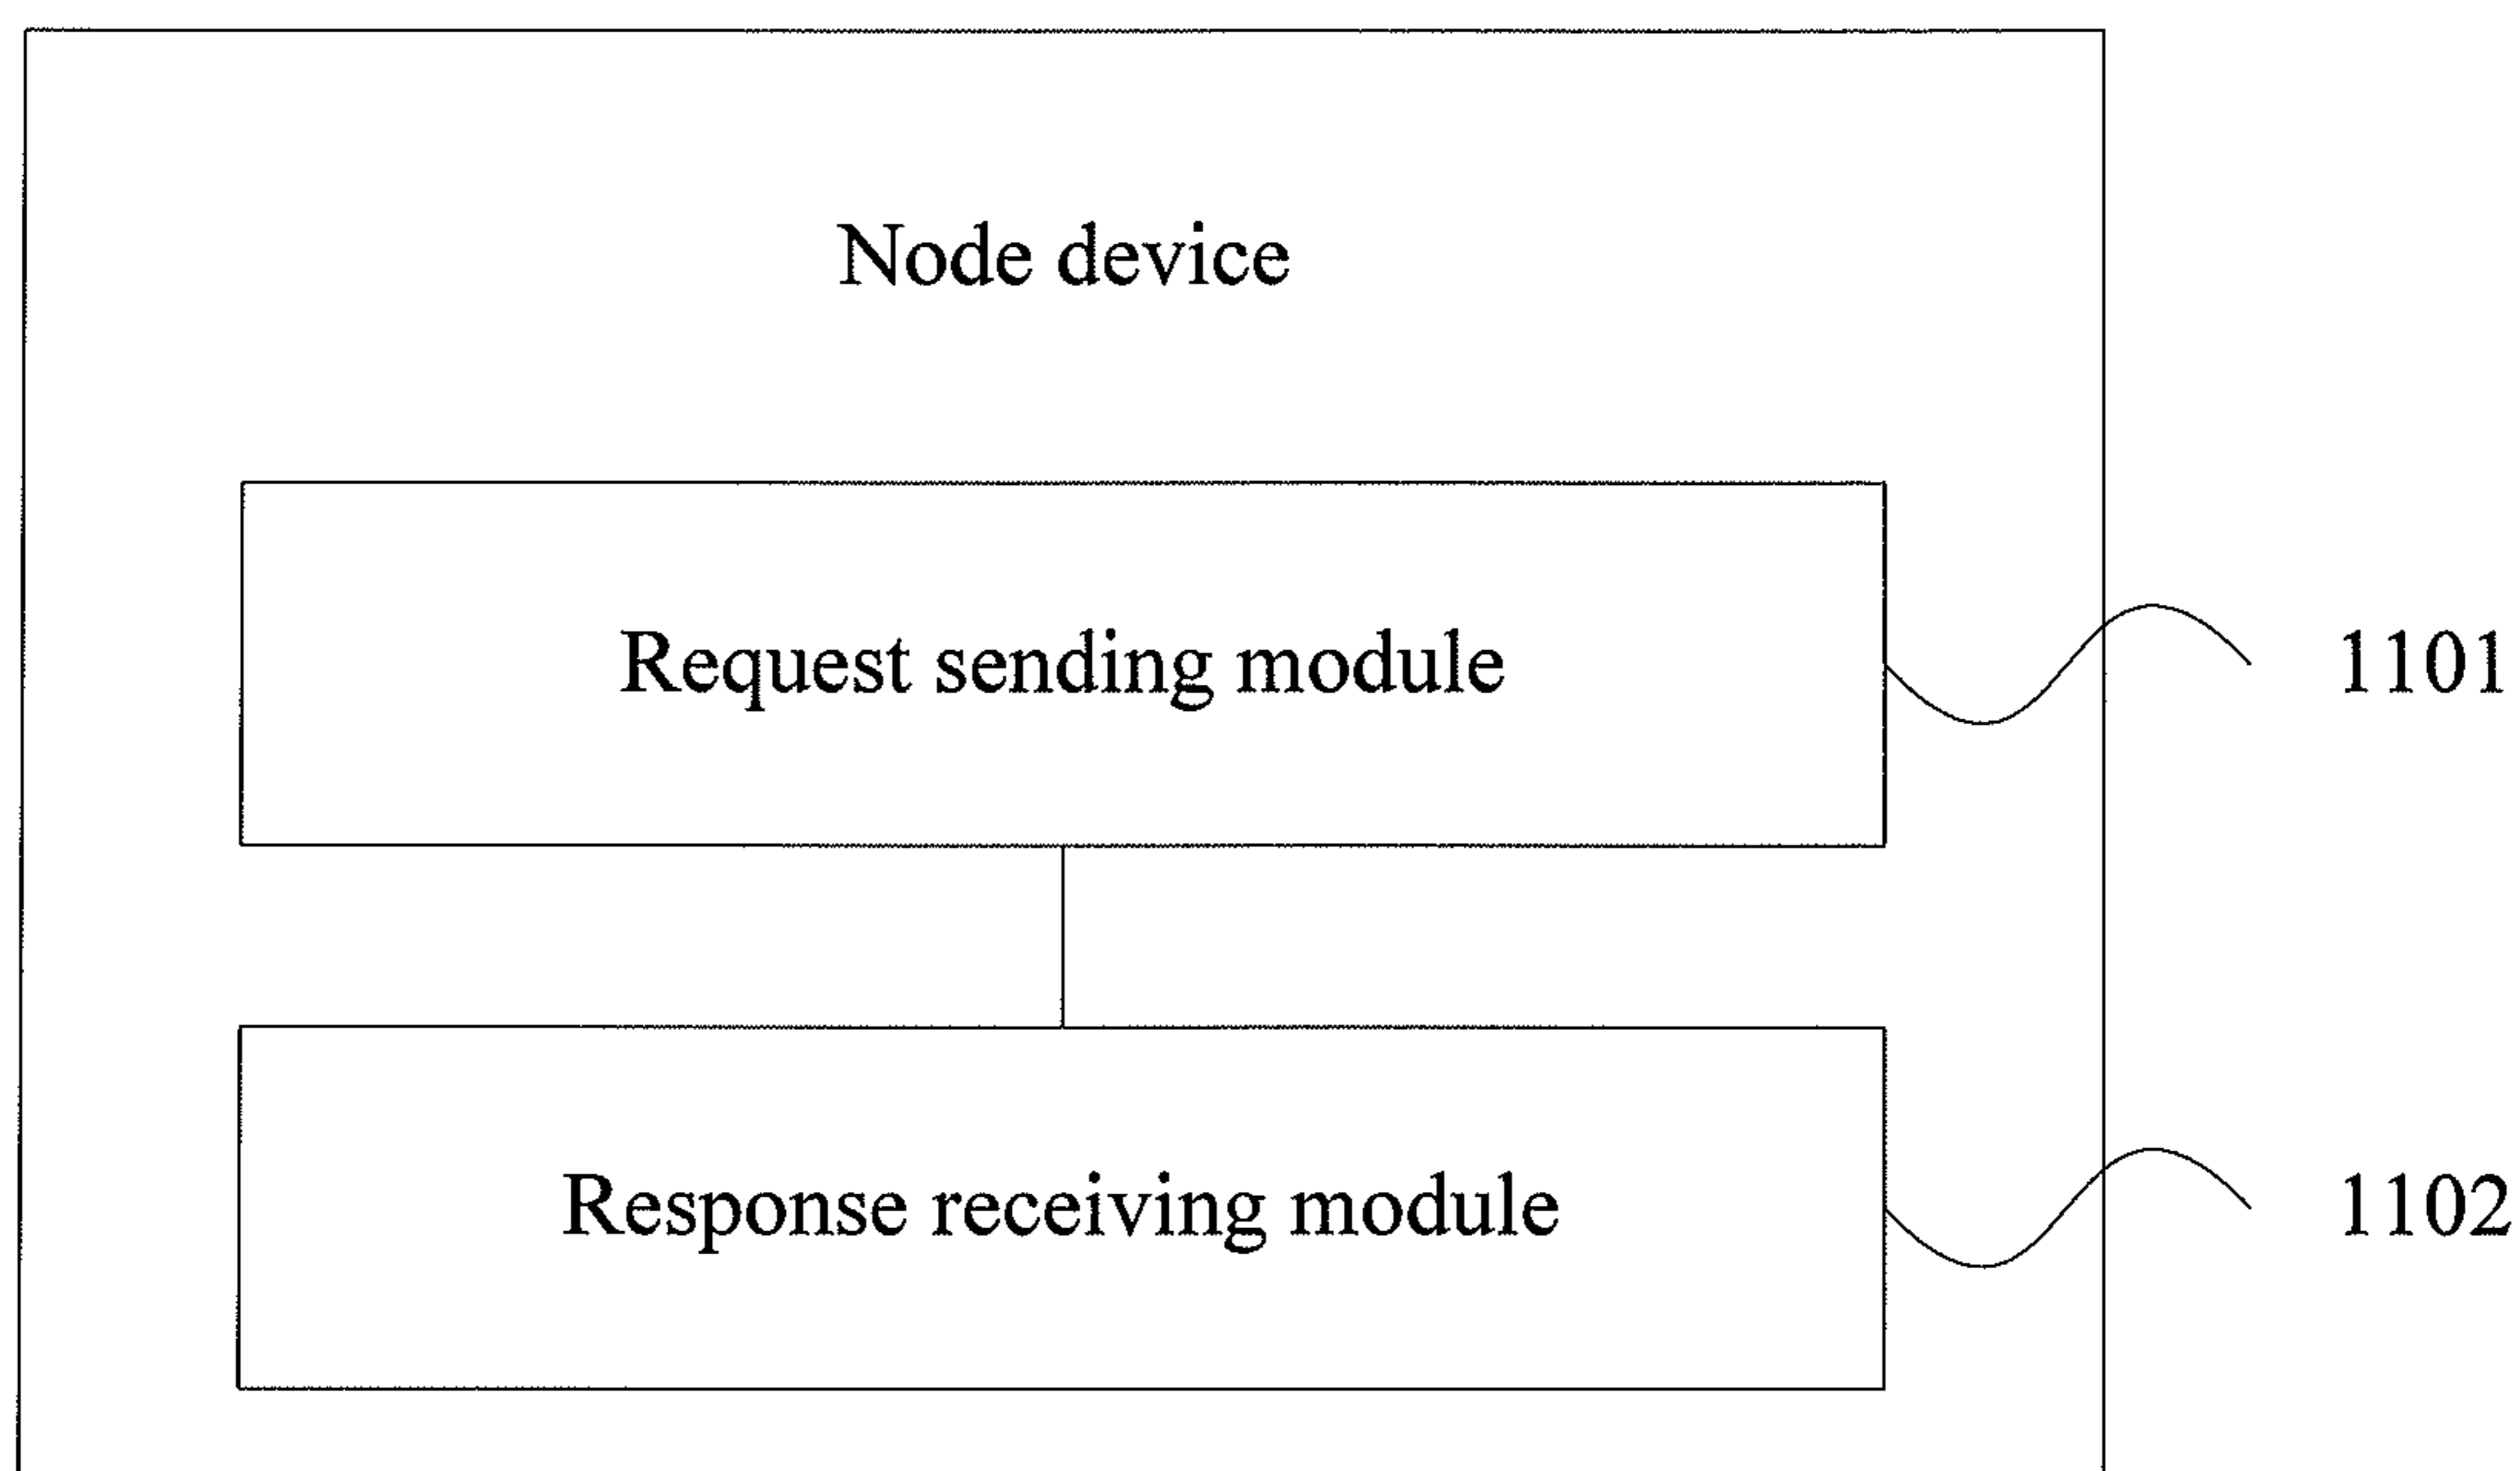 Node device
Request sending module
1101
Response receiving module
1102